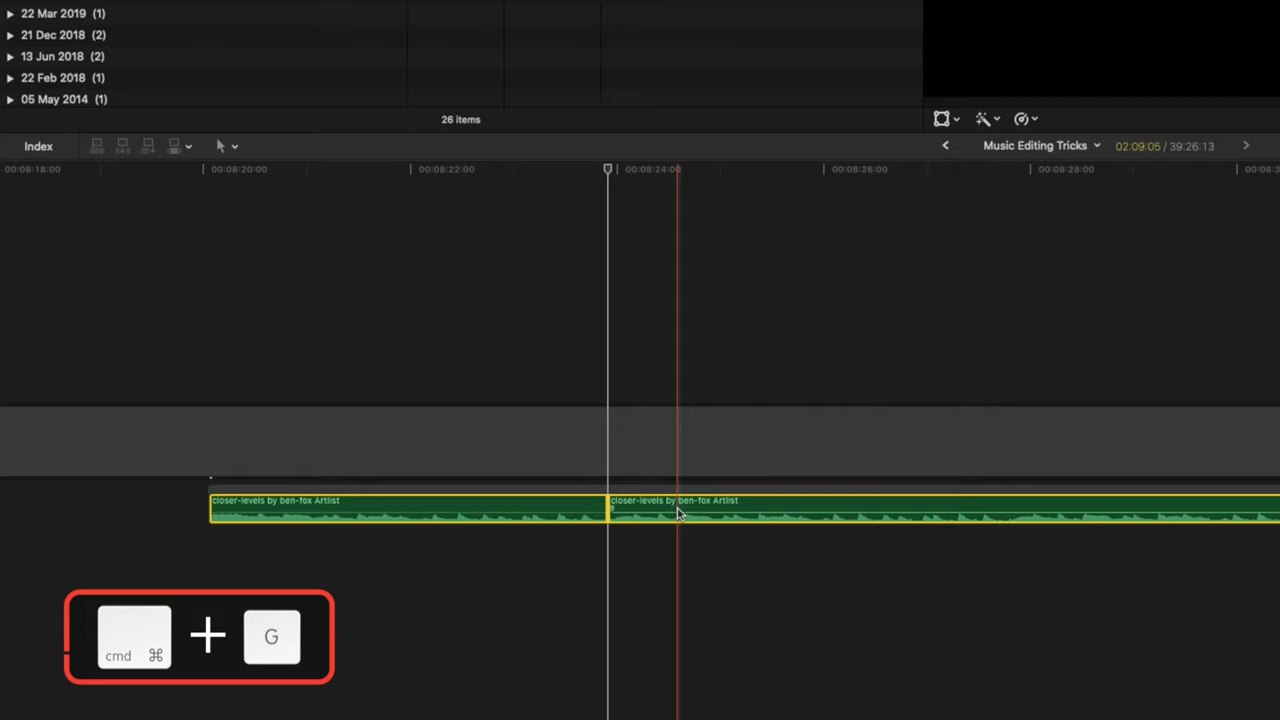 22 Mar 2019 (1)
21 Dec 2018 (2)
13 Jun 2018 (2)
22 Feb 2018 (1)
05 May 2014 (1)
26 items
Index
Music Editing Tricks
02:09:05 / 39:26:13
00:08:18:00
00:08:20:00
00:08:22:00
00:08:24:00
00:08:26:00
00:08:28:00
closer-levels by ben-fox Artlist
closer-levels by ben-fox Artlist
cmd ⌘ + G